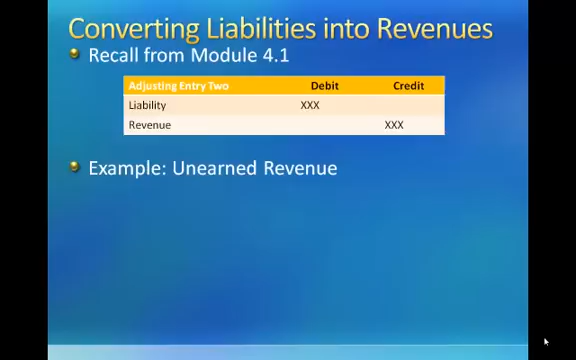 Converting Liabilities into Revenues
Recall from Module 4.1
Adjusting Entry Two Debit Credit
Liability XXX
Revenue XXX
Example: Unearned Revenue